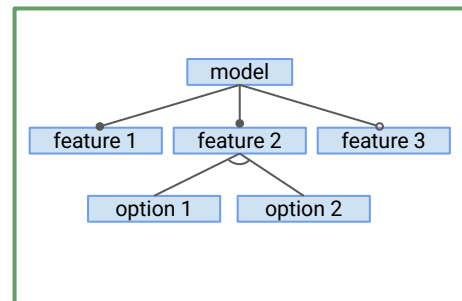 model
feature 1
feature 2
feature 3
option 1
option 2